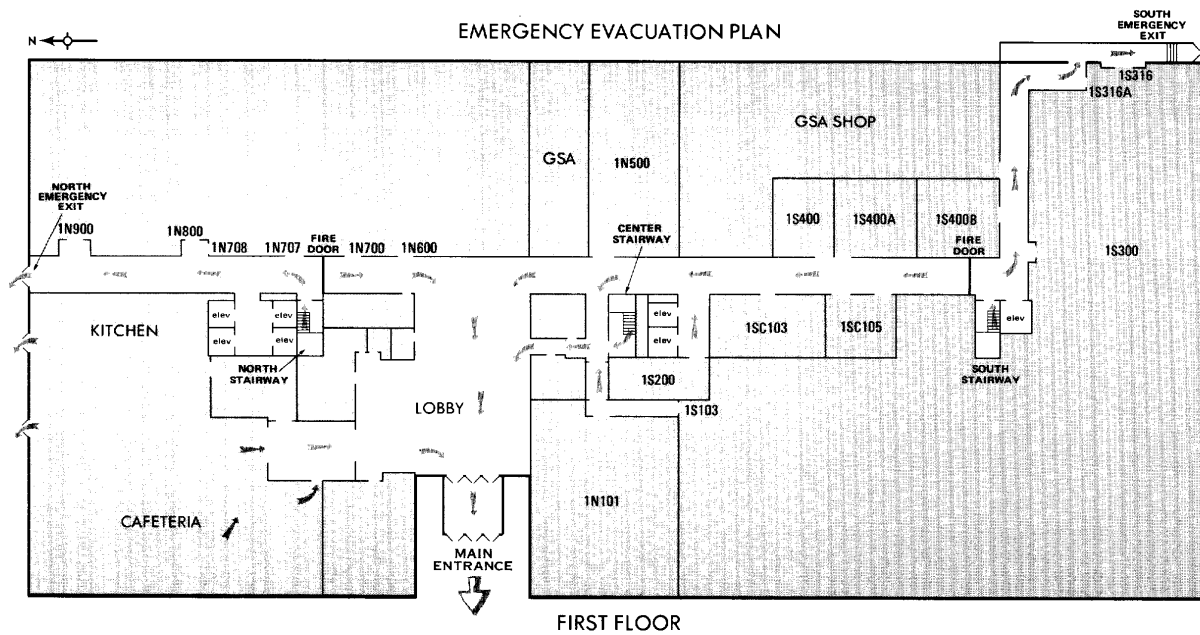 SOUTH
EMERGENCY
EXIT
EMERGENCY EVACUATION PLAN
N
1S316
1S316A
GSA SHOP
GSA
1N500
NORTH
EMERGENCY
EXIT
1S400
1S400A
1S400B
1N900
1N800
1N708
1N707
FIRE
DOOR
1N700
1N600
CENTER
STAIRWAY
FIRE
DOOR
1S300
KITCHEN
elev
elev
elev
elev
elev
elev
1SC103
1SC105
elev
NORTH
STAIRWAY
1S200
SOUTH
STAIRWAY
LOBBY
1S103
1N101
CAFETERIA
MAIN
ENTRANCE
FIRST FLOOR